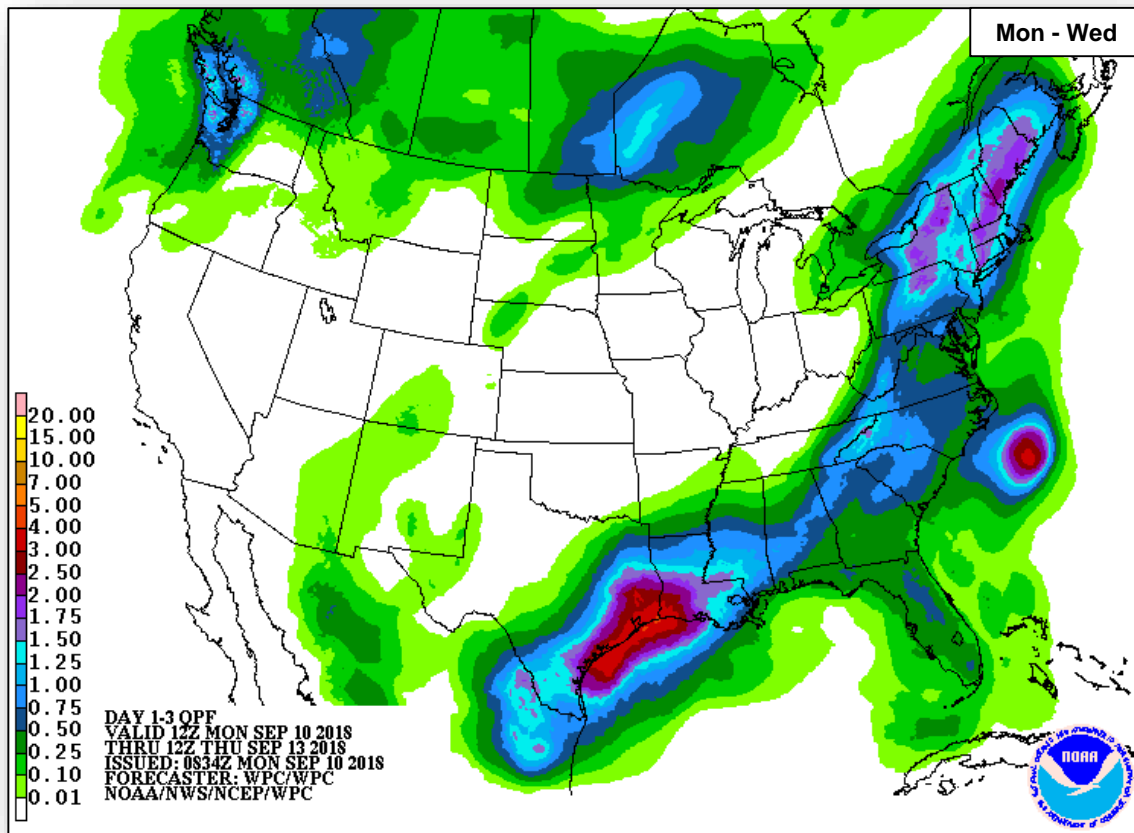 Mon - Wed
20.00
15.00
10.00
7.00
5.00
4.00
3.00
2.50
2.00
1.75
1.50
1.25
1.00
0.75
0.50
0.25
0.10
0.01
DAY 1-3 QPF
VALID 12Z MON SEP 10 2018
THRU 12Z THU SEP 13 2018
ISSUED: 0834Z MON SEP 10 2018
FORECASTER: WPC/WPC
NOAA/NWS/NCEP/WPC
NOAA